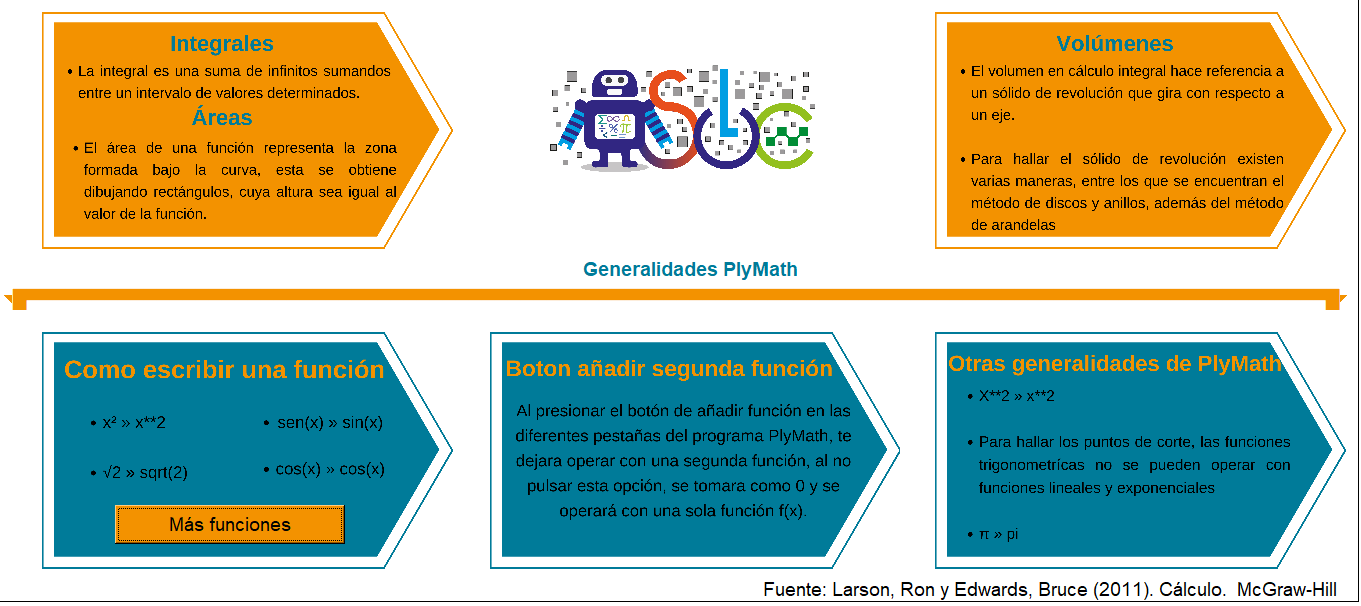 Integrales
• La integral es una suma de infinitos sumandos
entre un intervalo de valores determinados.
Áreas
• El área de una función representa la zona
formada bajo la curva, esta se obtiene
dibujando rectángulos, cuya altura sea igual al
valor de la función.
SLC
Volúmenes
• El volumen en cálculo integral hace referencia a
un sólido de revolución que gira con respecto a
un eje.
• Para hallar el sólido de revolución existen
varias maneras, entre los que se encuentran el
método de discos y anillos, además del método
de arandelas
Generalidades PlyMath
Como escribir una función
• x² » x**2
• sen(x) » sin(x)
• √2 » sqrt(2)
• cos(x) » cos(x)
Más funciones
Boton añadir segunda función
Al presionar el botón de añadir función en las
diferentes pestañas del programa PlyMath, te
dejara operar con una segunda función, al no
pulsar esta opción, se tomara como 0 y se
operará con una sola función f(x).
Otras generalidades de PlyMath
• X**2 » x**2
• Para hallar los puntos de corte, las funciones
trigonometrícas no se pueden operar con
funciones lineales y exponenciales
• π » pi
Fuente: Larson, Ron y Edwards, Bruce (2011). Cálculo. McGraw-Hill